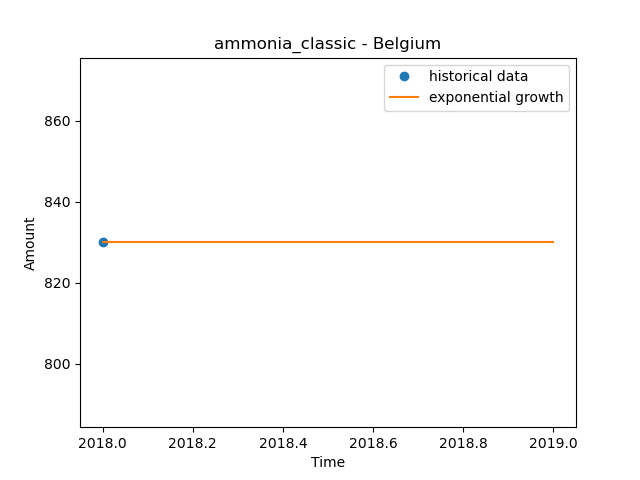 ammonia_classic - Belgium
historical data
exponential growth
860
840
820
800
Amount
2018.0 2018.2 2018.4 2018.6 2018.8 2019.0
Time